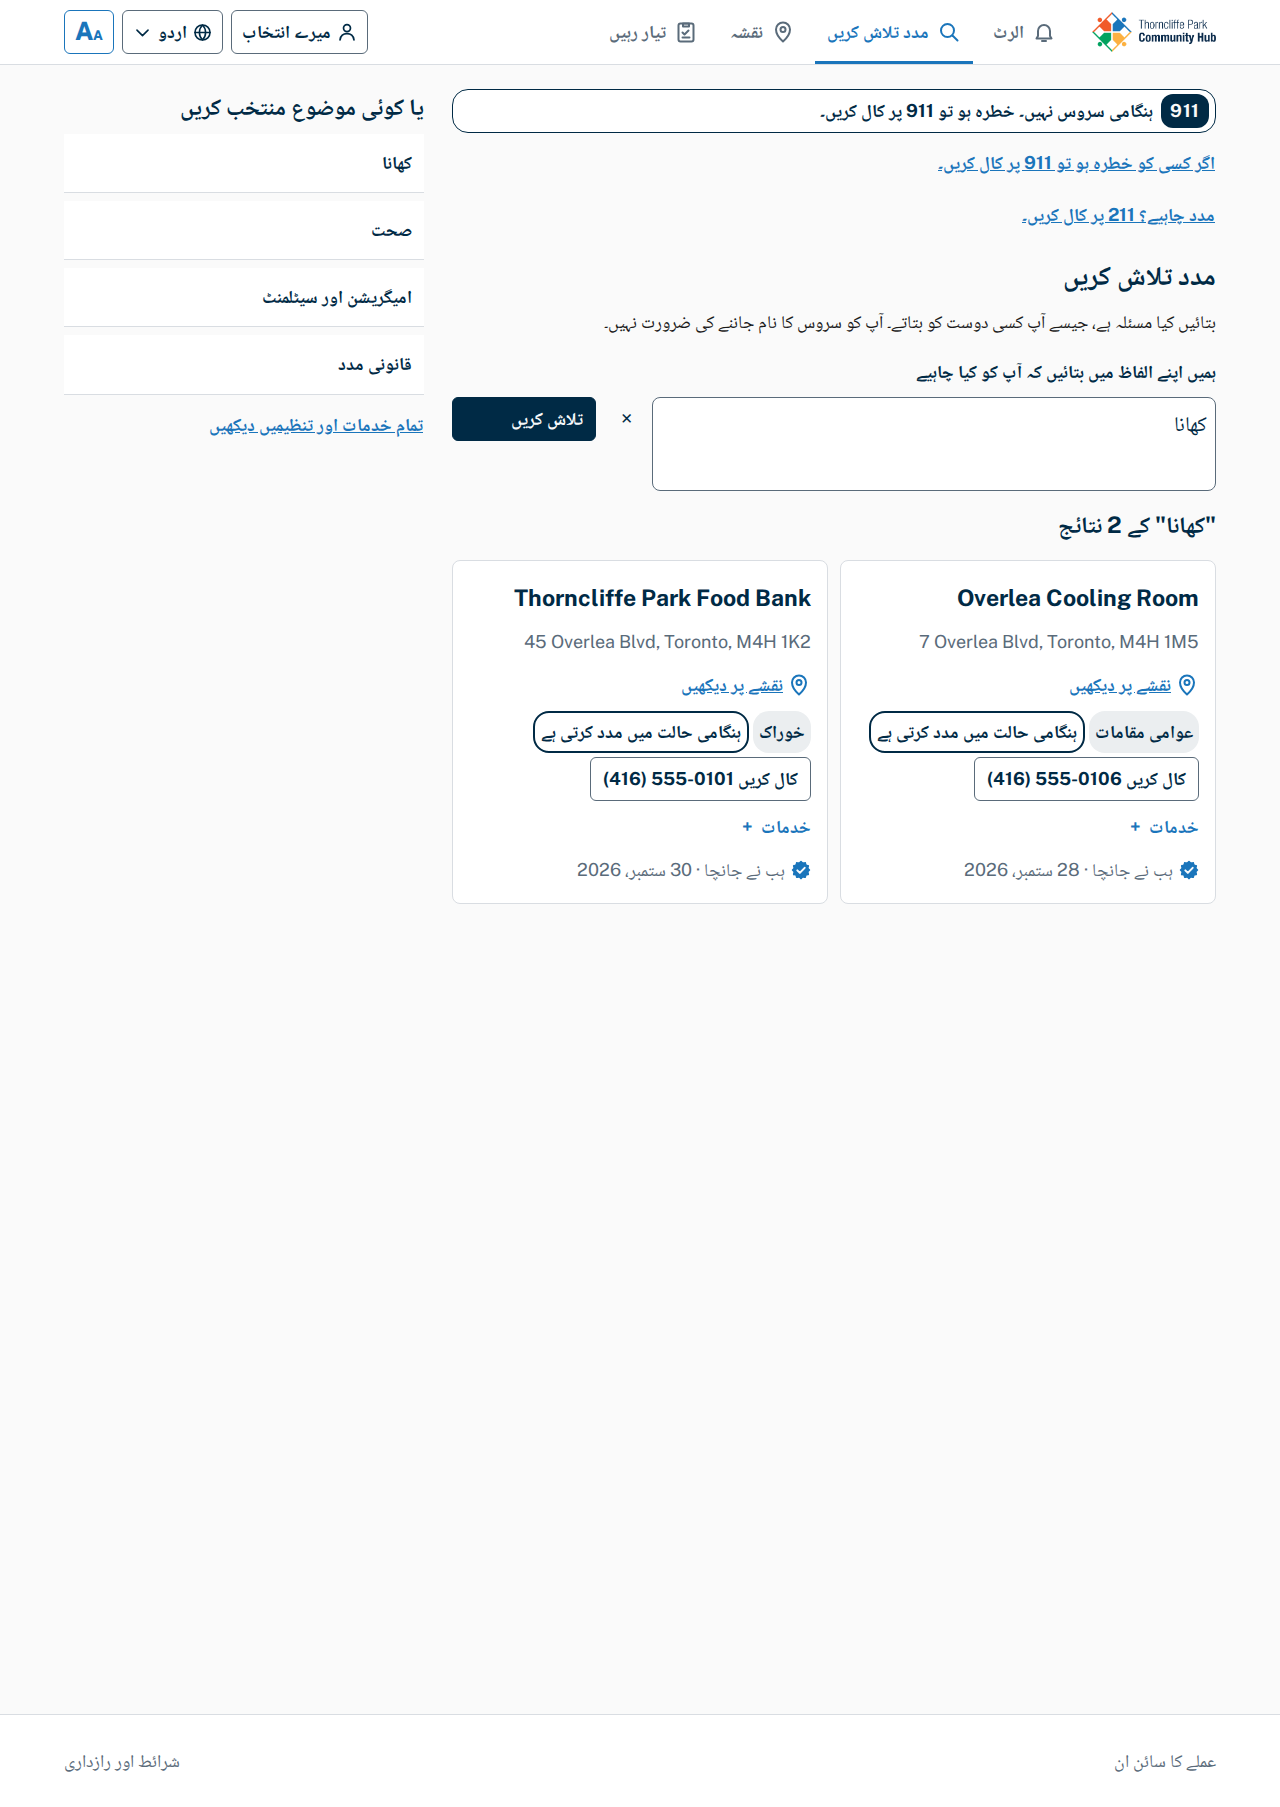 Thorncliffe Park
Community Hub
الرٹ
مدد تلاش کریں
نقشہ
تیار رہیں
میرے انتخاب
اردو
AA
911 ہنگامی سروس نہیں۔ خطرہ ہو تو 911 پر کال کریں۔
اگر کسی کو خطرہ ہو تو 911 پر کال کریں۔
مدد چاہیے؟ 211 پر کال کریں۔
مدد تلاش کریں
بتائیں کیا مسئلہ ہے، جیسے آپ کسی دوست کو بتاتے۔ آپ کو سروس کا نام جاننے کی ضرورت نہیں۔
ہمیں اپنے الفاظ میں بتائیں کہ آپ کو کیا چاہیے
کھانا
×
تلاش کریں
"کھانا" کے 2 نتائج
Overlea Cooling Room
7 Overlea Blvd, Toronto, M4H 1M5
نقشے پر دیکھیں
عوامی مقامات
ہنگامی حالت میں مدد کرتی ہے
کال کریں (416) 555-0106
خدمات +
ہب نے جانچا · 28 ستمبر، 2026
Thorncliffe Park Food Bank
45 Overlea Blvd, Toronto, M4H 1K2
نقشے پر دیکھیں
خوراک
ہنگامی حالت میں مدد کرتی ہے
کال کریں (416) 555-0101
خدمات +
ہب نے جانچا · 30 ستمبر، 2026
یا کوئی موضوع منتخب کریں
کھانا
صحت
امیگریشن اور سیٹلمنٹ
قانونی مدد
تمام خدمات اور تنظیمیں دیکھیں
عملے کا سائن ان
شرائط اور رازداری